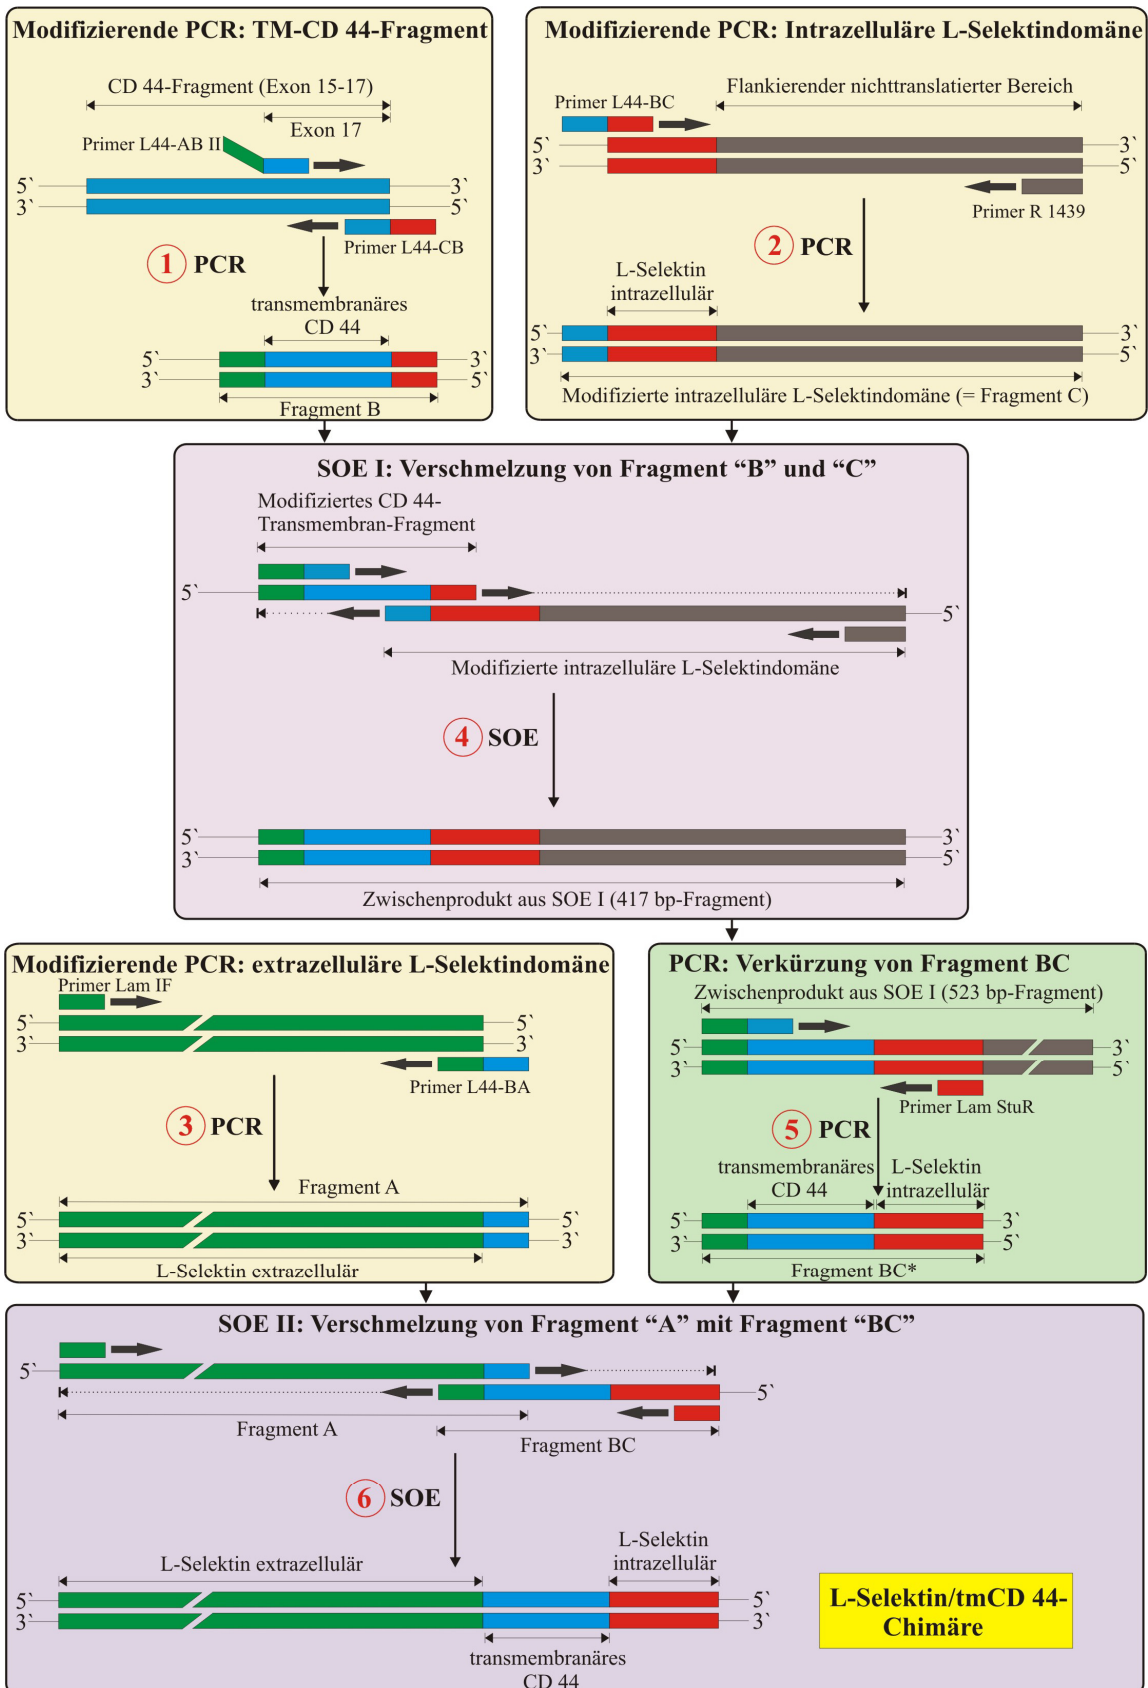 Modifizierende PCR: TM-CD 44-Fragment
CD 44-Fragment (Exon 15-17)
Exon 17
Primer L44-AB II
5` 3`
3` 5`
Primer L44-CB
1 PCR
transmembranäres
CD 44
5` 3`
3` 5`
Fragment B
Modifizierende PCR: Intrazelluläre L-Selektindomäne
Flankierender nichttranslatierter Bereich
Primer L44-BC
5` 3`
3` 5`
Primer R 1439
2 PCR
L-Selektin
intrazellulär
5` 3`
3` 5`
Modifizierte intrazelluläre L-Selektindomäne (= Fragment C)
SOE I: Verschmelzung von Fragment “B” und “C”
Modifiziertes CD 44-
Transmembran-Fragment
5`
5`
Modifizierte intrazelluläre L-Selektindomäne
4 SOE
5` 3`
3` 5`
Zwischenprodukt aus SOE I (417 bp-Fragment)
Modifizierende PCR: extrazelluläre L-Selektindomäne
Primer Lam IF
5` 5`
3` 3`
Primer L44-BA
3 PCR
Fragment A
5` 5`
3` 3`
L-Selektin extrazellulär
PCR: Verkürzung von Fragment BC
Zwischenprodukt aus SOE I (523 bp-Fragment)
5` 3`
3` 5`
Primer Lam StuR
5 PCR
transmembranäres
CD 44
L-Selektin
intrazellulär
5` 3`
3` 5`
Fragment BC*
SOE II: Verschmelzung von Fragment “A” mit Fragment “BC”
5`
5`
Fragment A
Fragment BC
6 SOE
L-Selektin extrazellulär
L-Selektin
intrazellulär
5` 5`
3` 3`
transmembranäres
CD 44
L-Selektin/tmCD 44-
Chimäre